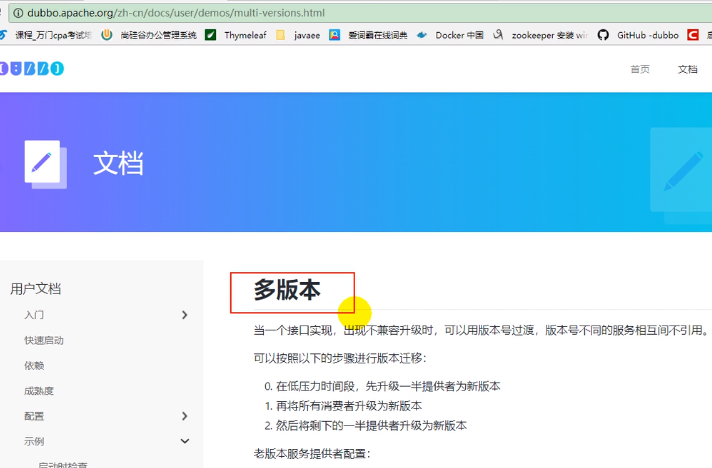 dubbo.apache.org/zh-cn/docs/user/demos/multi-versions.html
课程_万门cpa考试培 尚硅谷办公管理系统 Thymeleaf javaee 爱词霸在线词典 Docker 中国 zookeeper 安装 win GitHub -dubbo
DUBBO 首页 文档
文档
用户文档
入门
快速启动
依赖
成熟度
配置
示例
启动时检查
多版本
当一个接口实现，出现不兼容升级时，可以用版本号过渡，版本号不同的服务相互间不引用。
可以按照以下的步骤进行版本迁移：
0. 在低压力时间段，先升级一半提供者为新版本
1. 再将所有消费者升级为新版本
2. 然后将剩下的一半提供者升级为新版本
老版本服务提供者配置：